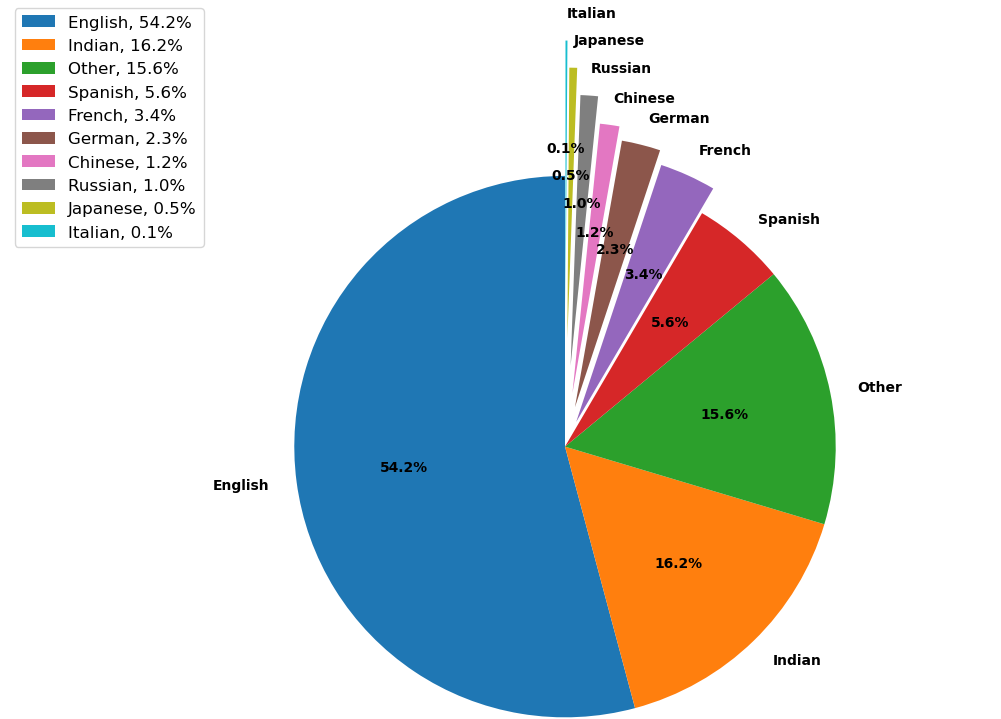 English, 54.2%
Indian, 16.2%
Other, 15.6%
Spanish, 5.6%
French, 3.4%
German, 2.3%
Chinese, 1.2%
Russian, 1.0%
Japanese, 0.5%
Italian, 0.1%
Italian
Japanese
Russian
Chinese
German
French
Spanish
Other
English
Indian
0.1%
0.5%
1.0%
1.2%
2.3%
3.4%
5.6%
15.6%
54.2%
16.2%